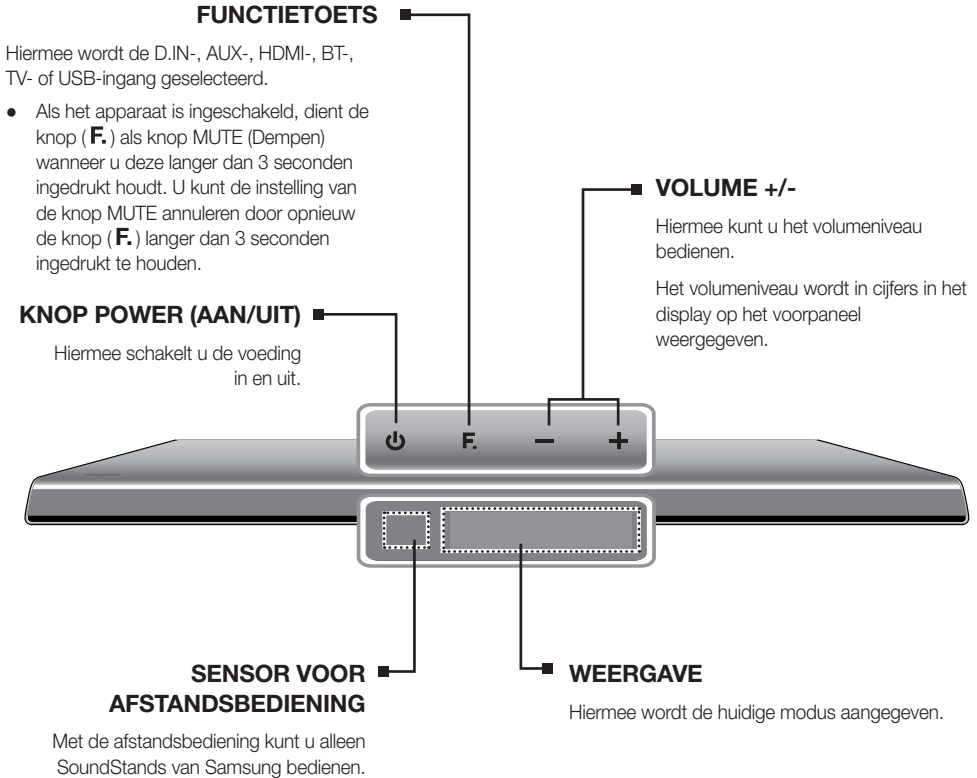 FUNCTIETOETS
Hiermee wordt de D.IN-, AUX-, HDMI-, BT-,
TV- of USB-ingang geselecteerd.
● Als het apparaat is ingeschakeld, dient de
knop (F.) als knop MUTE (Dempen)
wanneer u deze langer dan 3 seconden
ingedrukt houdt. U kunt de instelling van
de knop MUTE annuleren door opnieuw
de knop (F.) langer dan 3 seconden
ingedrukt te houden.
VOLUME +/-
Hiermee kunt u het volumeniveau
bedienen.
Het volumeniveau wordt in cijfers in het
display op het voorpaneel
weergegeven.
KNOP POWER (AAN/UIT)
Hiermee schakelt u de voeding
in en uit.
F. − +
SENSOR VOOR
AFSTANDSBEDIENING
Met de afstandsbediening kunt u alleen
SoundStands van Samsung bedienen.
WEERGAVE
Hiermee wordt de huidige modus aangegeven.